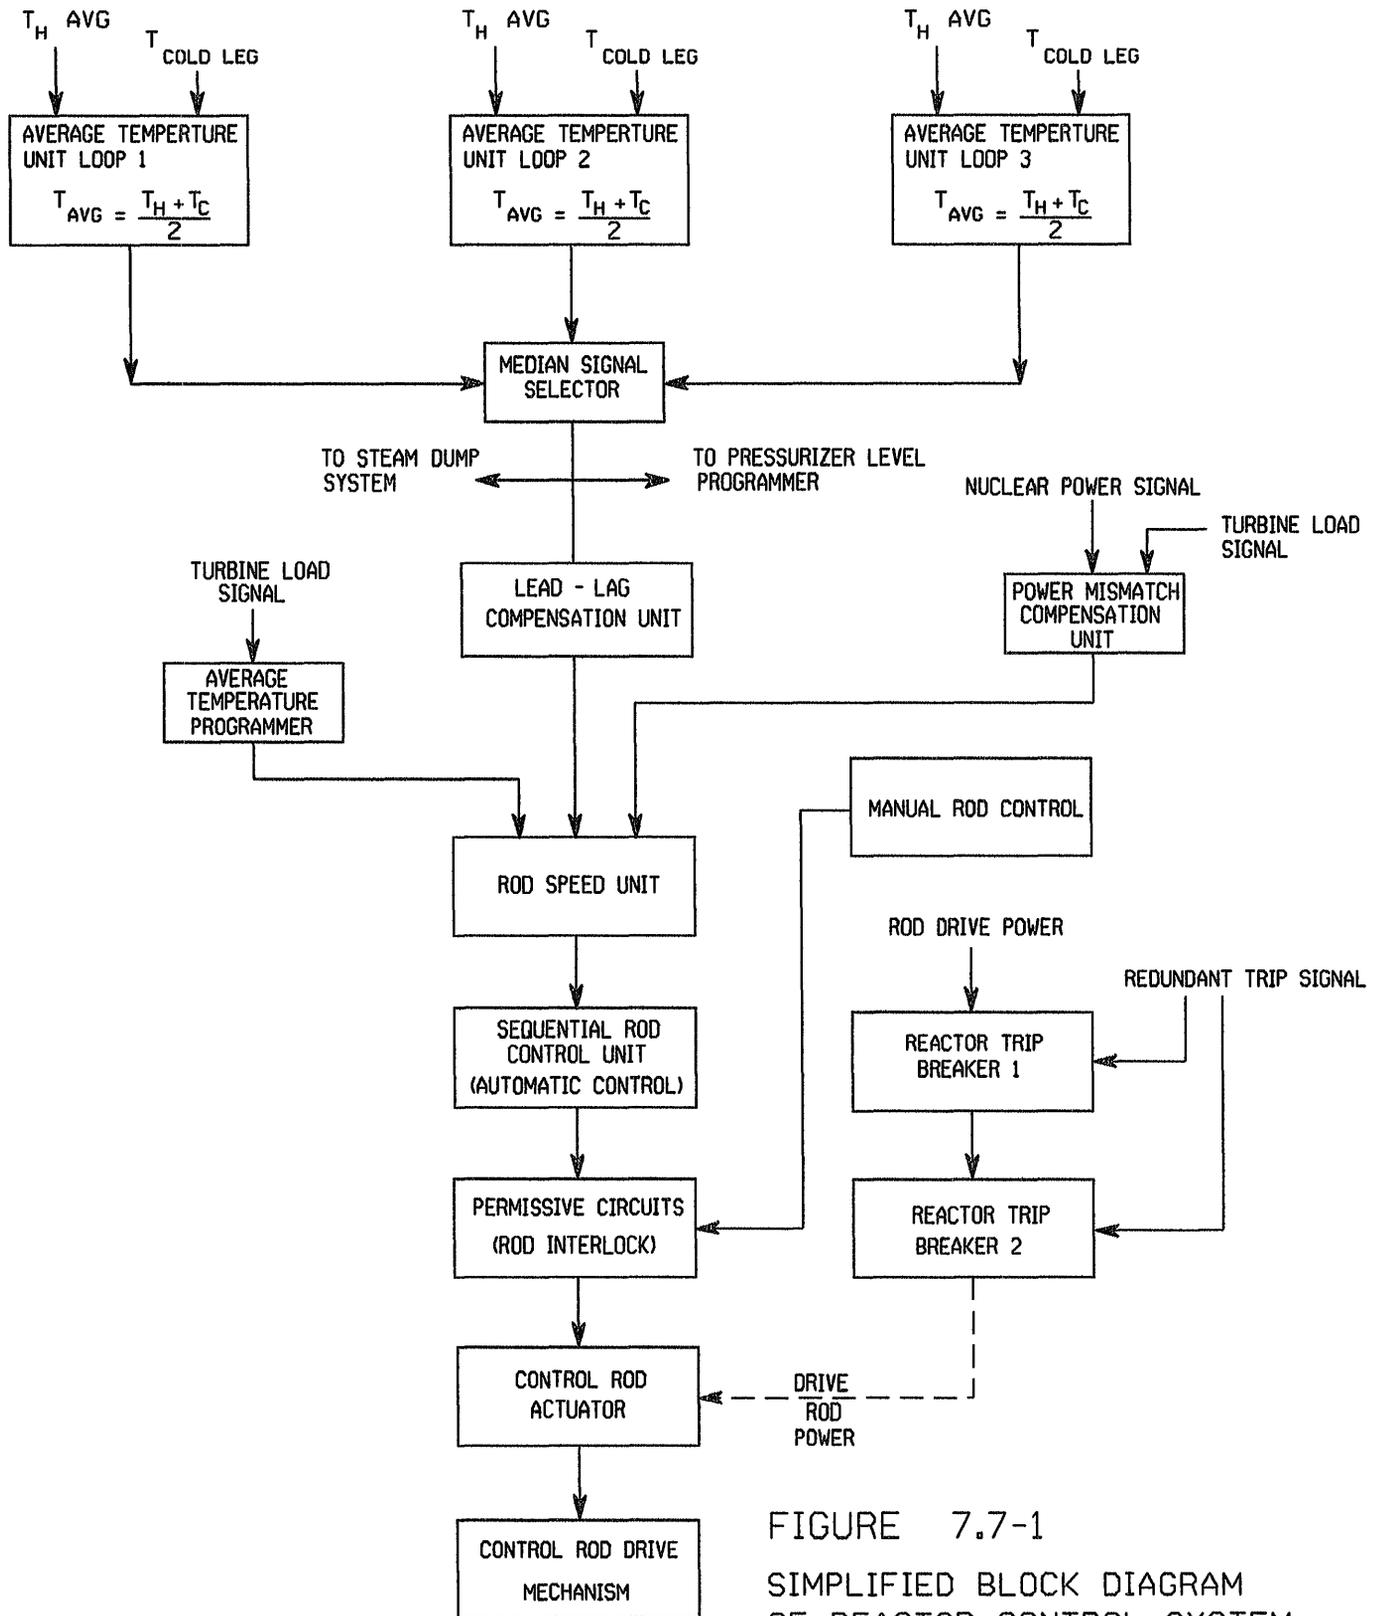 T_H AVG
T COLD LEG
T_H AVG
T COLD LEG
T_H AVG
T COLD LEG
AVERAGE TEMPERTURE
UNIT LOOP 1
T_AVG = (T_H + T_C) / 2
AVERAGE TEMPERTURE
UNIT LOOP 2
T_AVG = (T_H + T_C) / 2
AVERAGE TEMPERTURE
UNIT LOOP 3
T_AVG = (T_H + T_C) / 2
MEDIAN SIGNAL
SELECTOR
TO STEAM DUMP
SYSTEM
TO PRESSURIZER LEVEL
PROGRAMMER
NUCLEAR POWER SIGNAL
TURBINE LOAD
SIGNAL
TURBINE LOAD
SIGNAL
LEAD - LAG
COMPENSATION UNIT
POWER MISMATCH
COMPENSATION
UNIT
AVERAGE
TEMPERATURE
PROGRAMMER
MANUAL ROD CONTROL
ROD SPEED UNIT
ROD DRIVE POWER
REDUNDANT TRIP SIGNAL
SEQUENTIAL ROD
CONTROL UNIT
(AUTOMATIC CONTROL)
REACTOR TRIP
BREAKER 1
PERMISSIVE CIRCUITS
(ROD INTERLOCK)
REACTOR TRIP
BREAKER 2
CONTROL ROD
ACTUATOR
DRIVE
ROD
POWER
CONTROL ROD DRIVE
MECHANISM
FIGURE 7.7-1
SIMPLIFIED BLOCK DIAGRAM
OF REACTOR CONTROL SYSTEM